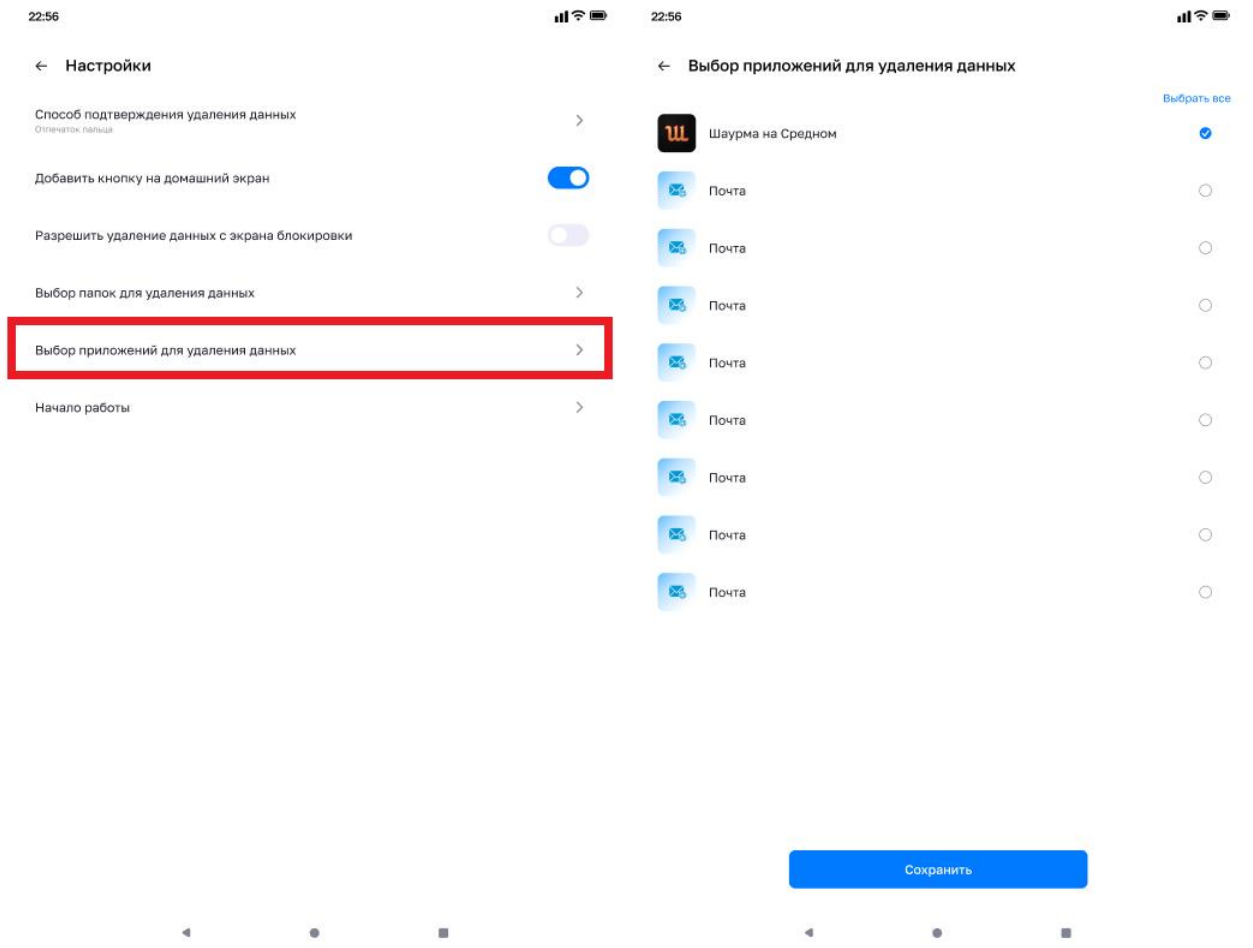 22:56
Настройки
Способ подтверждения удаления данных
Отпечаток пальца
Добавить кнопку на домашний экран
Разрешить удаление данных с экрана блокировки
Выбор папок для удаления данных
Выбор приложений для удаления данных
Начало работы
22:56
Выбор приложений для удаления данных
Выбрать все
Ш
Шаурма на Средном
Почта
Почта
Почта
Почта
Почта
Почта
Почта
Почта
Сохранить